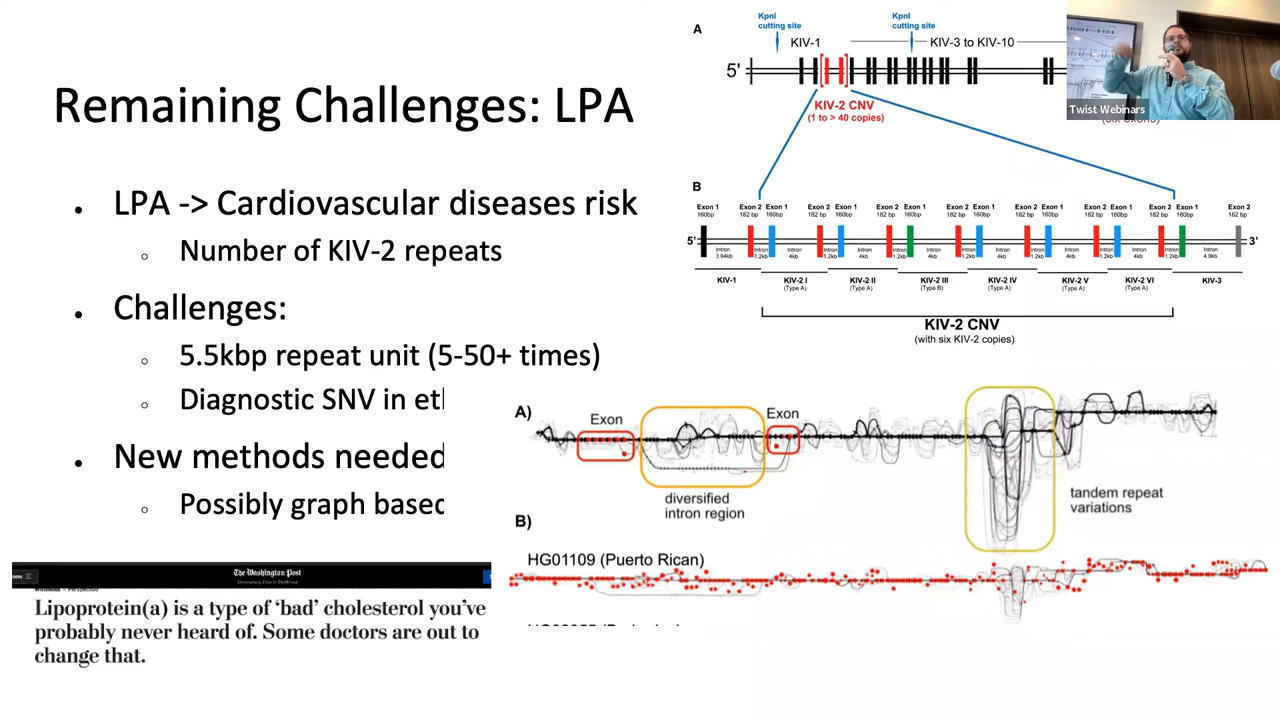 Remaining Challenges: LPA
LPA -> Cardiovascular diseases risk
Number of KIV-2 repeats
Challenges:
5.5kbp repeat unit (5-50+ times)
Diagnostic SNV in
New methods needed
Possibly graph based
The Washington Post
Democracy Dies in Darkness
Lipoprotein(a) is a type of ‘bad’ cholesterol you’ve
probably never heard of. Some doctors are out to
change that.
A
KpnI
cutting site
KpnI
cutting site
KIV-1
KIV-3 to KIV-10
5'
KIV-2 CNV
(1 to > 40 copies)
Twist Webinars
B
Exon 1 Exon 2 Exon 1 Exon 2 Exon 1 Exon 2 Exon 1 Exon 2 Exon 1 Exon 2 Exon 1 Exon 2 Exon 1 Exon 2
160bp 182 bp 160bp 182 bp 160bp 182 bp 160bp 182 bp 160bp 182 bp 160bp 182 bp 160bp 182 bp
5' 3'
Intron Intron Intron Intron Intron Intron Intron Intron Intron Intron Intron Intron Intron Intron
3.94kb 1.2kb 4kb 1.2kb 4kb 1.2kb 4kb 1.2kb 4kb 1.2kb 4kb 1.2kb 4.9kb
KIV-1 KIV-2 I KIV-2 II KIV-2 III KIV-2 IV KIV-2 V KIV-2 VI KIV-3
(Type A) (Type A) (Type B) (Type A) (Type A) (Type A)
KIV-2 CNV
(with six KIV-2 copies)
A)
Exon
Exon
diversified
intron region
tandem repeat
variations
B)
HG01109 (Puerto Rican)